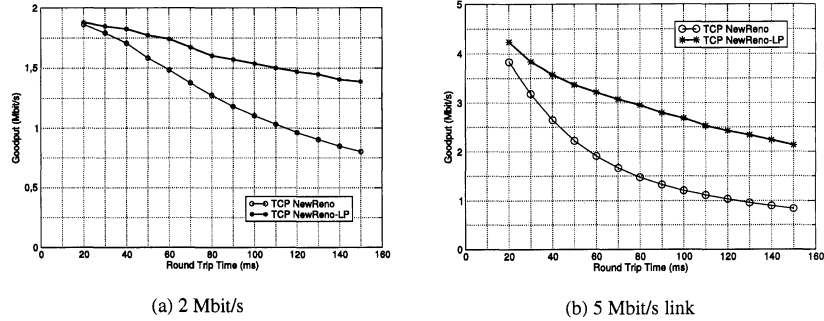 2
1,5
1
0,5
0
Goodput (Mbit/s)
0 20 40 60 80 100 120 140 160
Round Trip Time (ms)
TCP NewReno
TCP NewReno-LP
(a) 2 Mbit/s
5
4
3
2
1
0
Goodput (Mbit/s)
0 20 40 60 80 100 120 140 160
Round Trip Time (ms)
TCP NewReno
TCP NewReno-LP
(b) 5 Mbit/s link